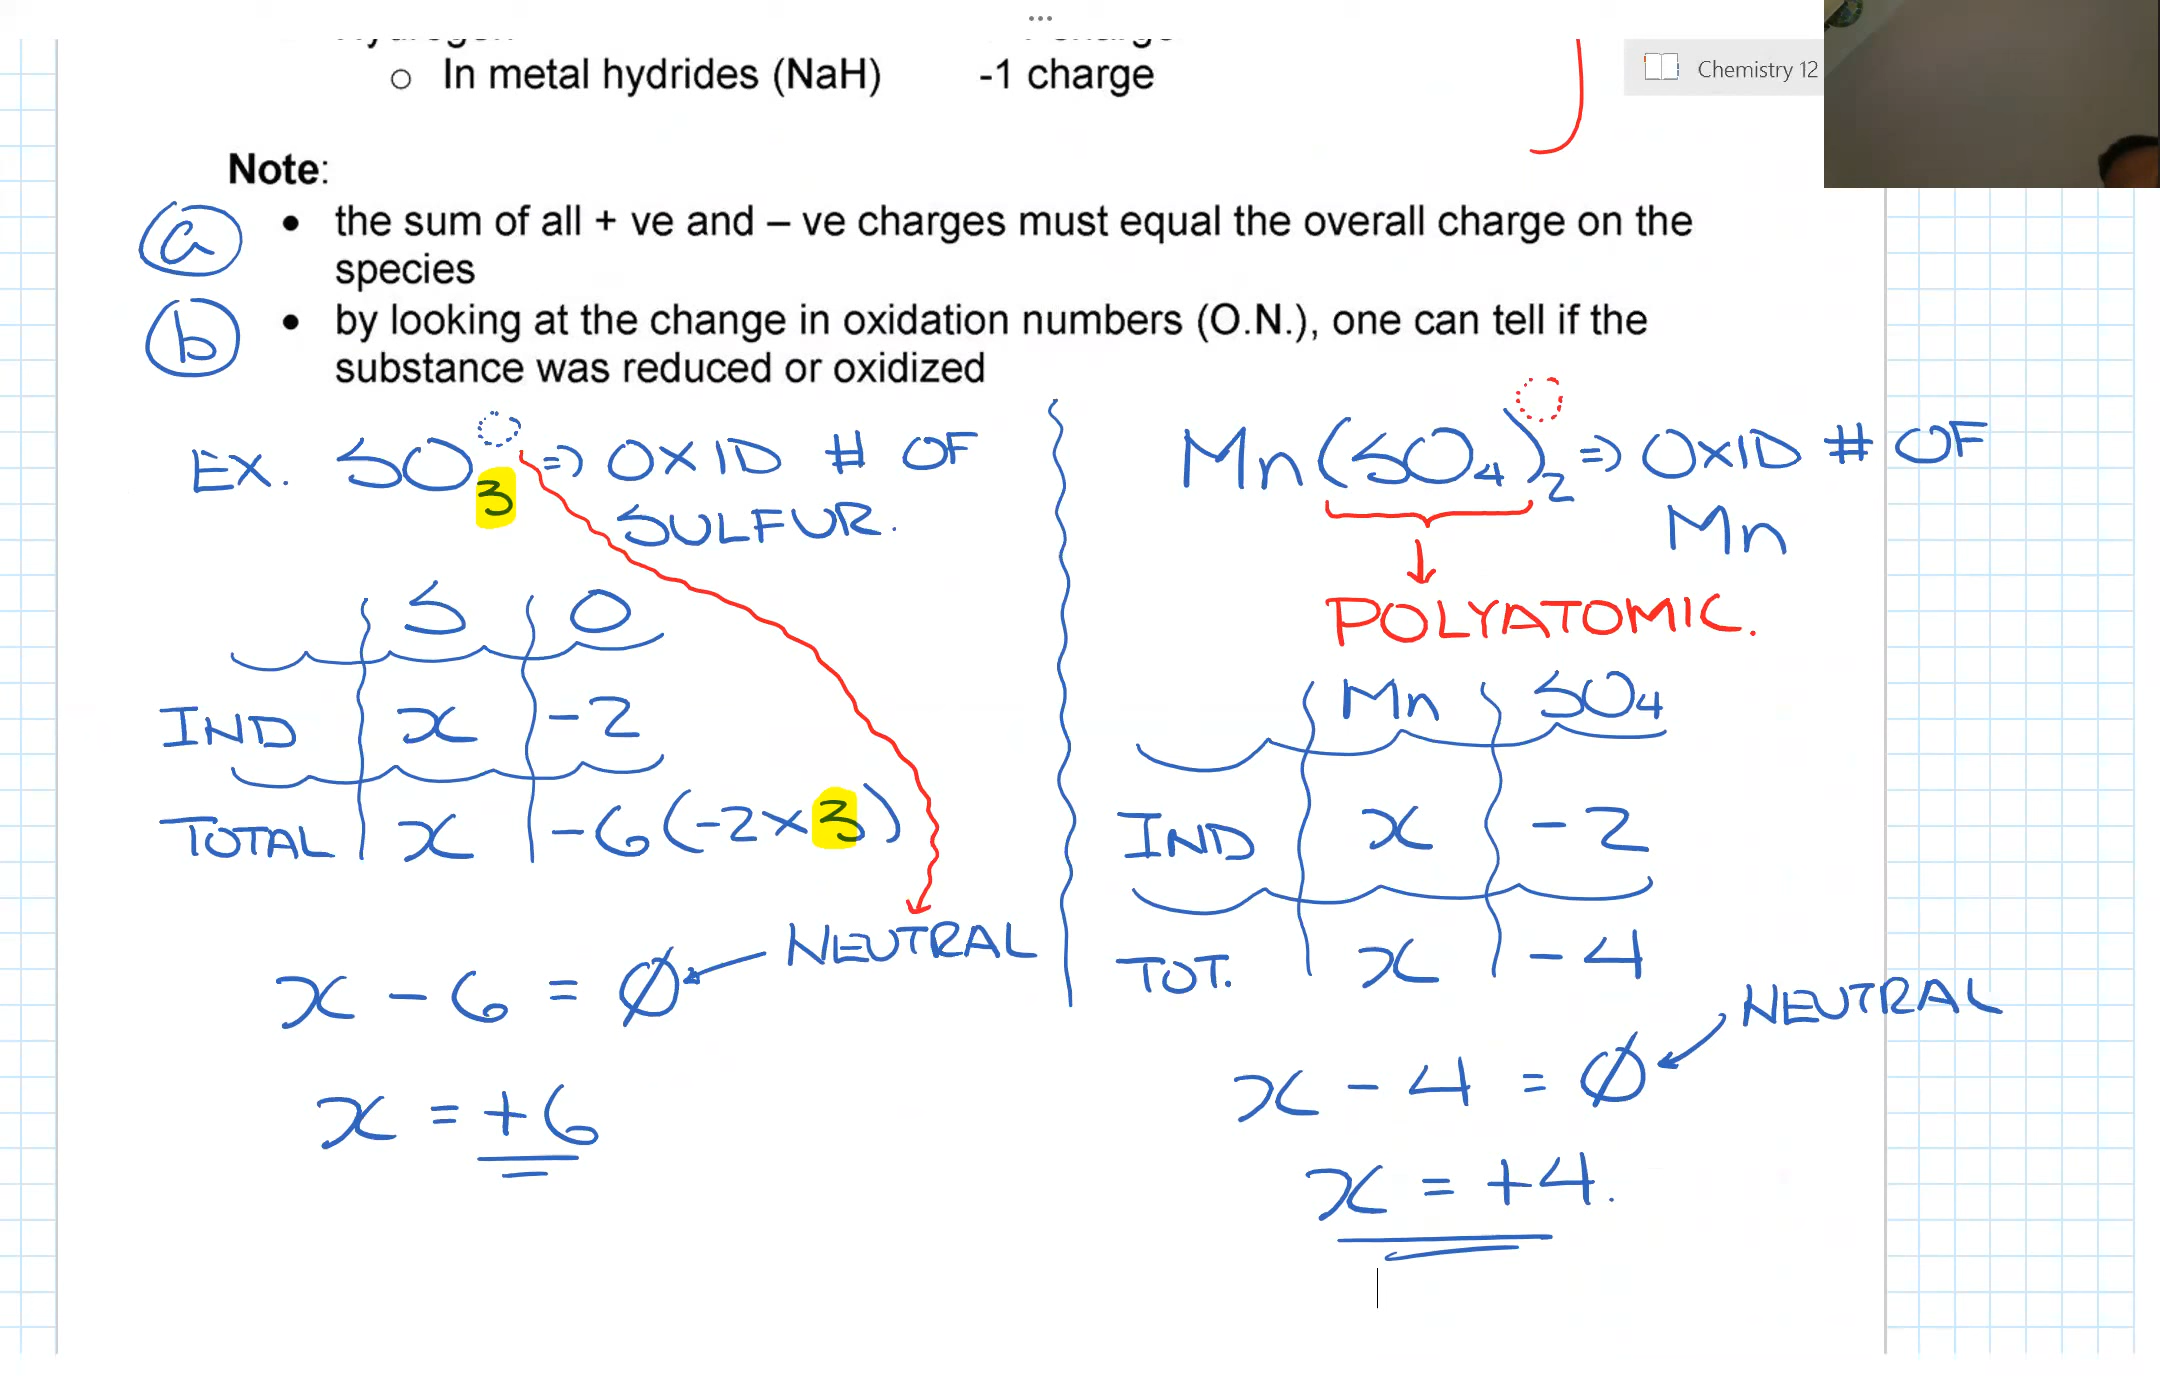 o In metal hydrides (NaH) -1 charge
Chemistry 12
Note:
a • the sum of all + ve and – ve charges must equal the overall charge on the
species
b • by looking at the change in oxidation numbers (O.N.), one can tell if the
substance was reduced or oxidized
EX. SO3 => OXID # OF
SULFUR.
S O
IND x -2
TOTAL x -6(-2x3)
x - 6 = Ø NEUTRAL
x = +6
Mn(SO4)2 => OXID # OF
Mn
POLYATOMIC.
Mn SO4
IND x -2
TOT. x -4
NEUTRAL
x - 4 = Ø
x = +4.